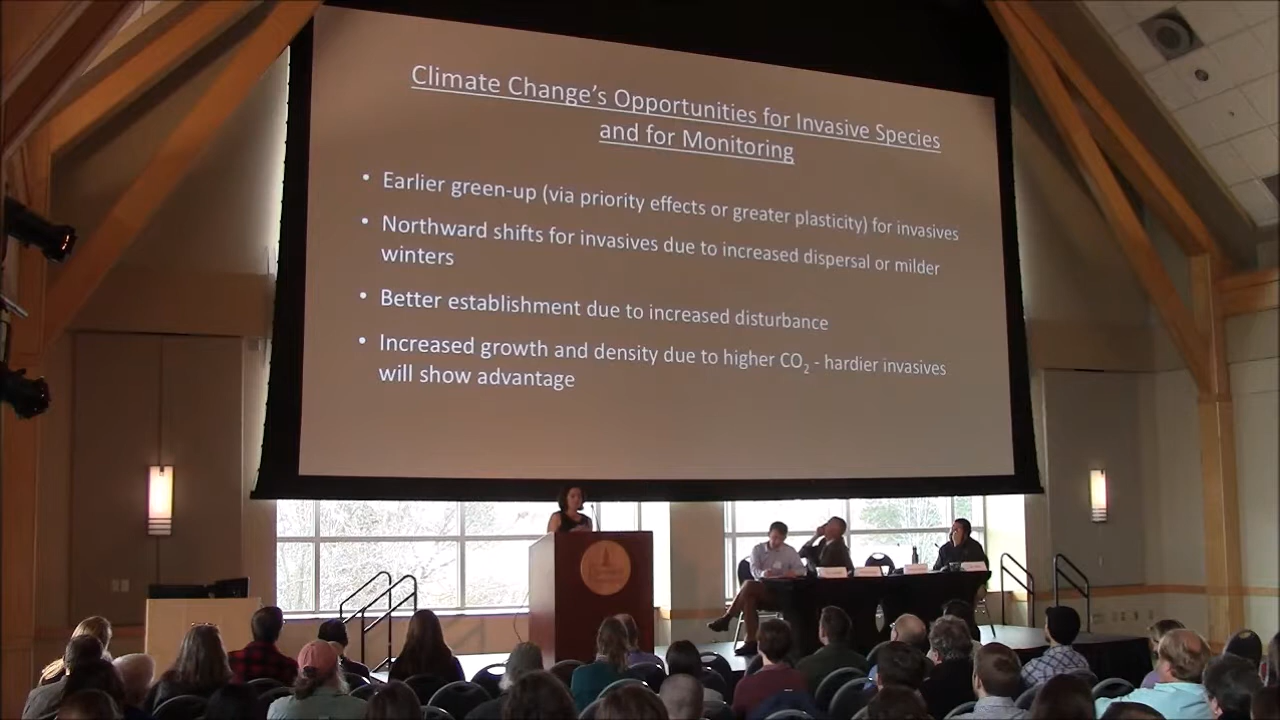 Climate Change's Opportunities for Invasive Species
and for Monitoring
• Earlier green-up (via priority effects or greater plasticity) for invasives
• Northward shifts for invasives due to increased dispersal or milder
winters
• Better establishment due to increased disturbance
• Increased growth and density due to higher CO₂ - hardier invasives
will show advantage